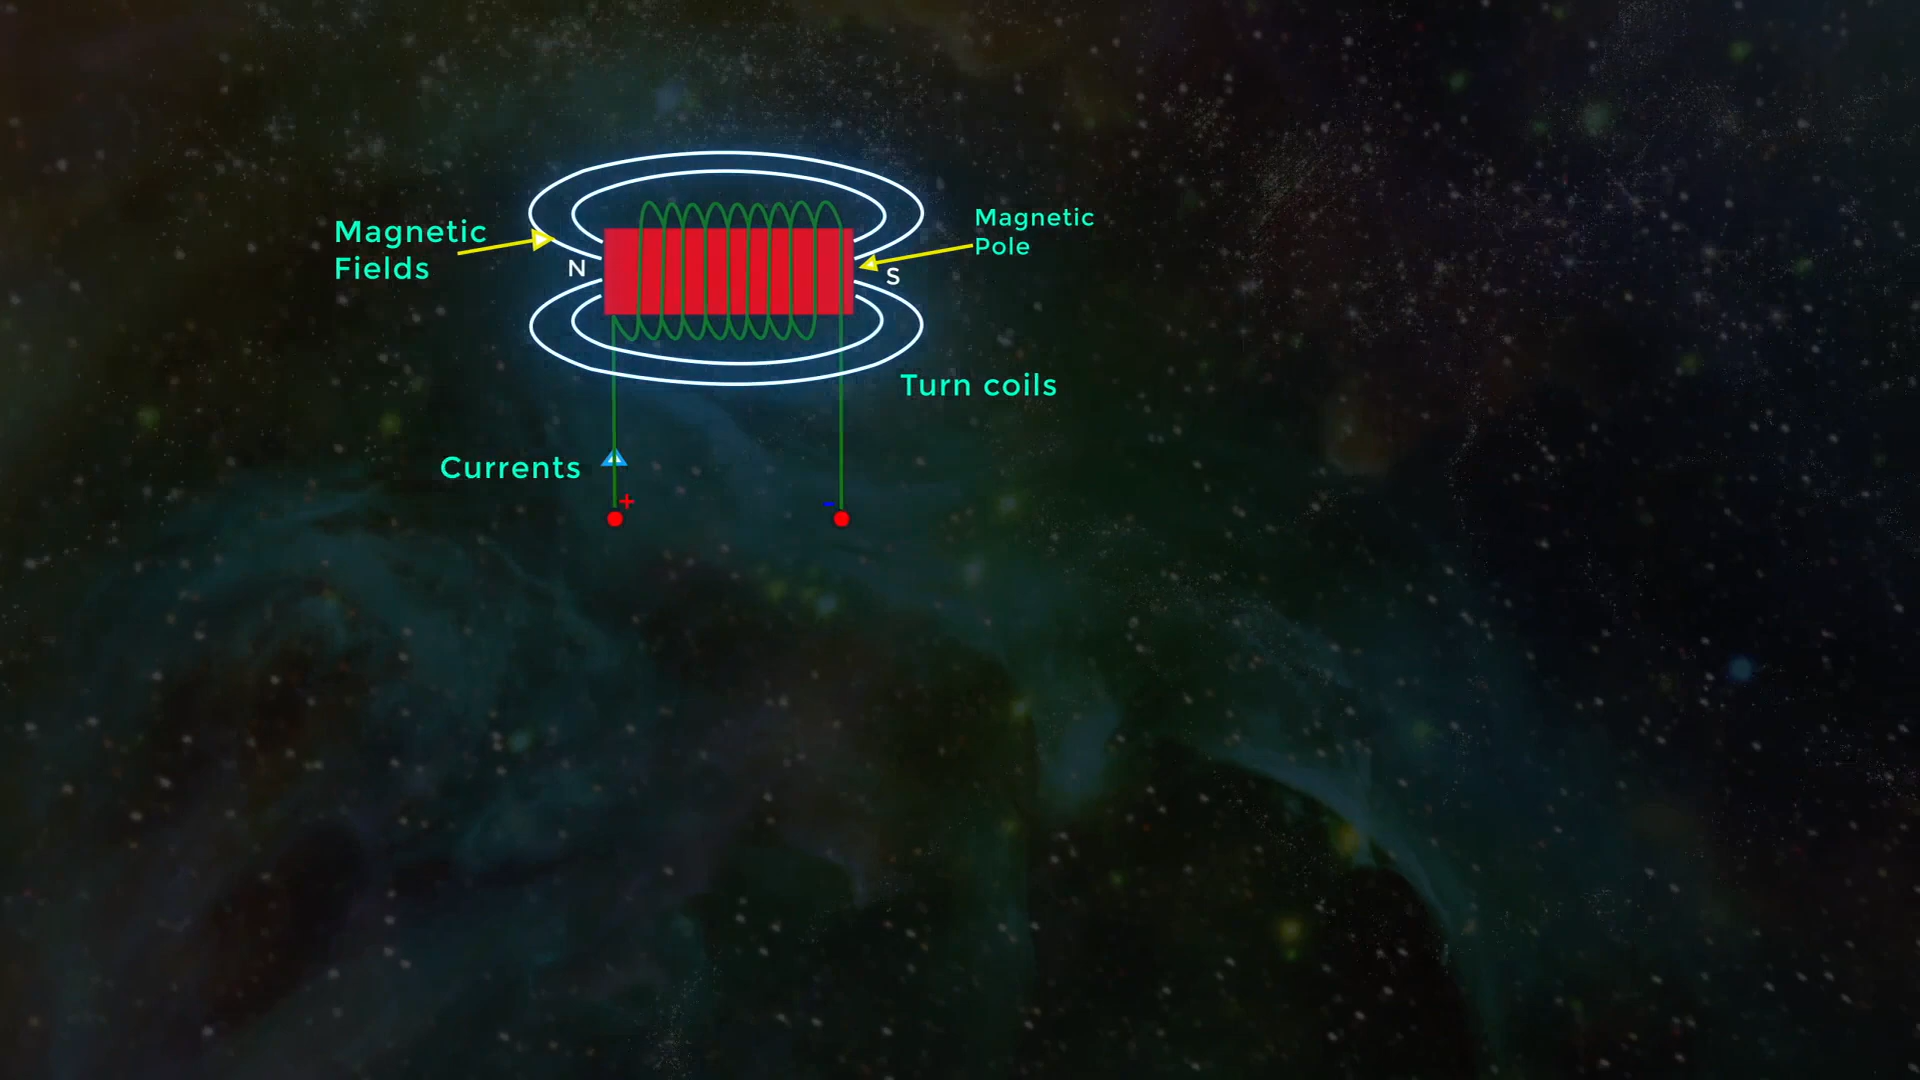 Magnetic
Fields
N
Magnetic
Pole
S
Turn coils
Currents
+
-